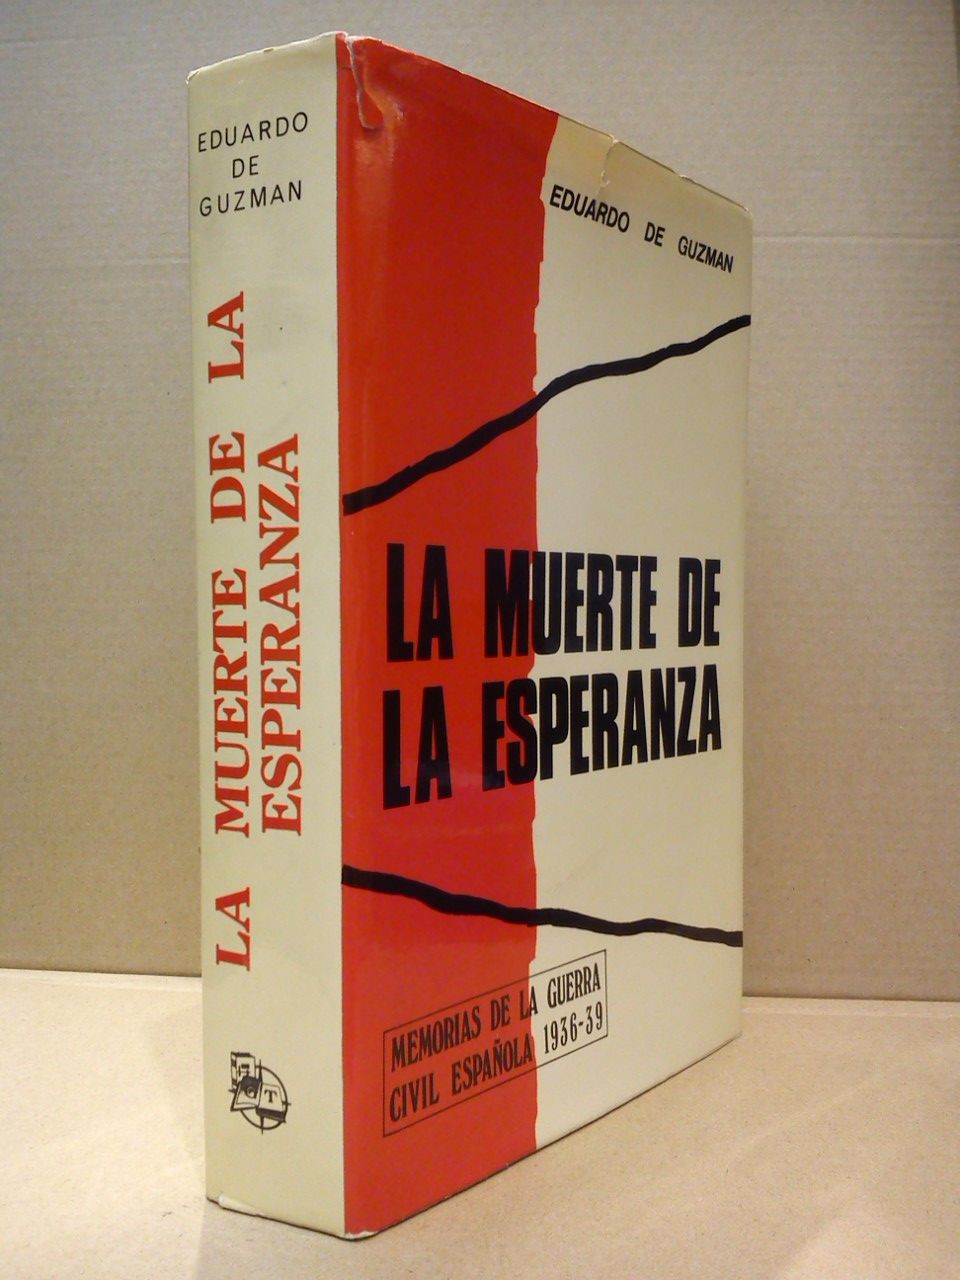 EDUARDO
DE
GUZMAN
LA MUERTE DE LA
ESPERANZA
G T
EDUARDO DE GUZMAN
LA MUERTE DE
LA ESPERANZA
MEMORIAS DE LA GUERRA
CIVIL ESPAÑOLA 1936-39